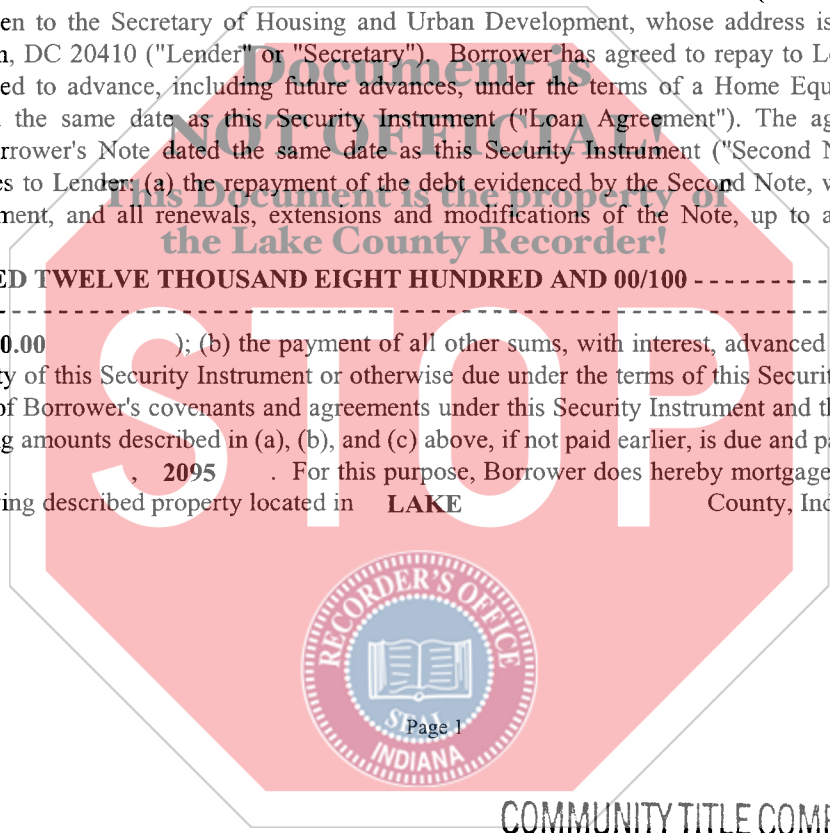 en to the Secretary of Housing and Urban Development, whose address is
n, DC 20410 ("Lender" or "Secretary"). Borrower has agreed to repay to L
ed to advance, including future advances, under the terms of a Home Equ
the same date as this Security Instrument ("Loan Agreement"). The ag
rrower's Note dated the same date as this Security Instrument ("Second N
es to Lender: (a) the repayment of the debt evidenced by the Second Note, w
ment, and all renewals, extensions and modifications of the Note, up to a
Document is
NOT OFFICIAL!
This Document is the property of
the Lake County Recorder!
ED TWELVE THOUSAND EIGHT HUNDRED AND 00/100 - - - - - - - - -
- - - - - - - - - - - - - - - - - - - - - - - - - - - - - - - - - - - - - - - - - - - - - - - - - - - - - - - - -
0.00 ); (b) the payment of all other sums, with interest, advanced
ty of this Security Instrument or otherwise due under the terms of this Securit
of Borrower's covenants and agreements under this Security Instrument and th
g amounts described in (a), (b), and (c) above, if not paid earlier, is due and pa
, 2095 . For this purpose, Borrower does hereby mortgage
ing described property located in LAKE County, Ind
STOP
RECORDER'S OFFICE
SEAL
INDIANA
Page 1
COMMUNITY TITLE COMP